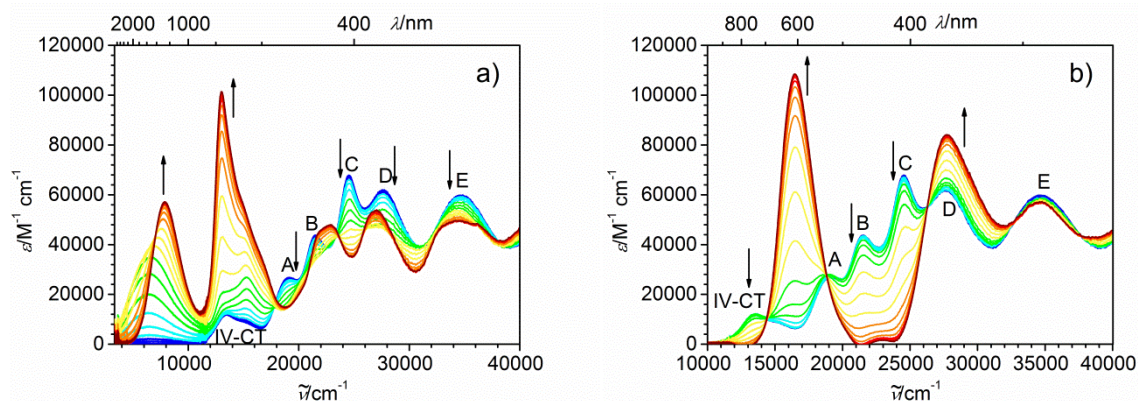 2000 1000 400 λ/nm
120000 a)
100000
80000
60000
40000
20000
0
C D E
B
A
IV-CT
ε/M⁻¹ cm⁻¹
10000 20000 30000 40000
ν̃/cm⁻¹
800 600 400 λ/nm
120000 b)
100000
80000
60000
40000
20000
0
C
B
A
D
E
IV-CT
ε/M⁻¹ cm⁻¹
10000 15000 20000 25000 30000 35000 40000
ν̃/cm⁻¹